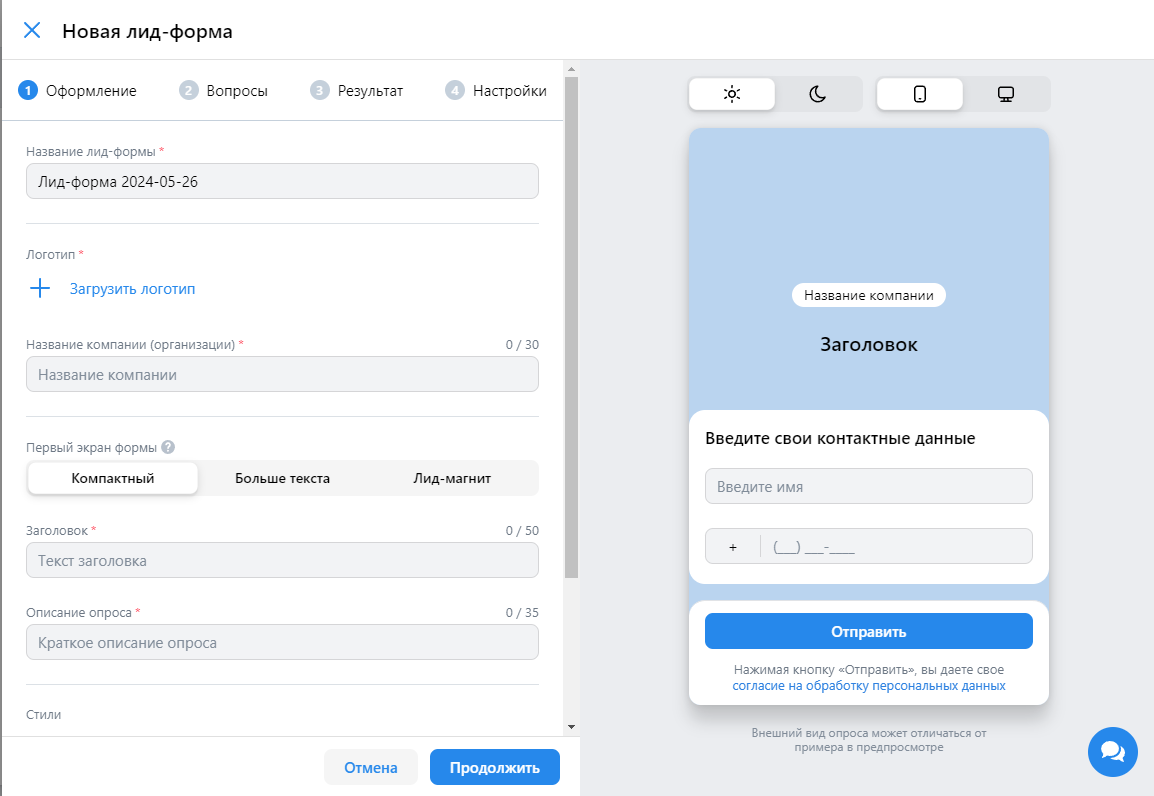 Новая лид-форма
1 Оформление 2 Вопросы 3 Результат 4 Настройки
Название лид-формы *
Лид-форма 2024-05-26
Логотип *
Загрузить логотип
Название компании (организации) * 0 / 30
Название компании
Первый экран формы ?
Компактный Больше текста Лид-магнит
Заголовок * 0 / 50
Текст заголовка
Описание опроса * 0 / 35
Краткое описание опроса
Стили
Отмена Продолжить
Название компании
Заголовок
Введите свои контактные данные
Введите имя
+ (___) ___-____
Отправить
Нажимая кнопку «Отправить», вы даете свое
согласие на обработку персональных данных
Внешний вид опроса может отличаться от
примера в предпросмотре